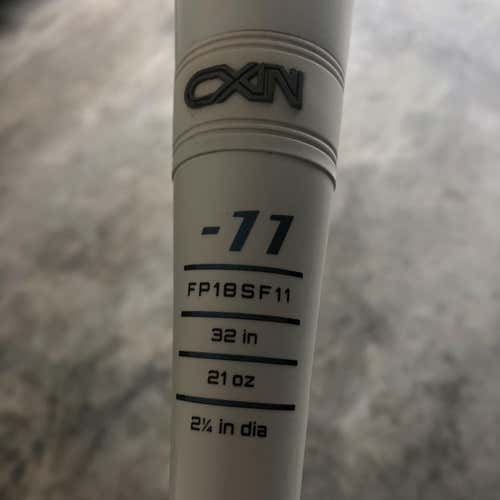 CXN
-11
FP18SF11
32 in
21 oz
2¼ in dia